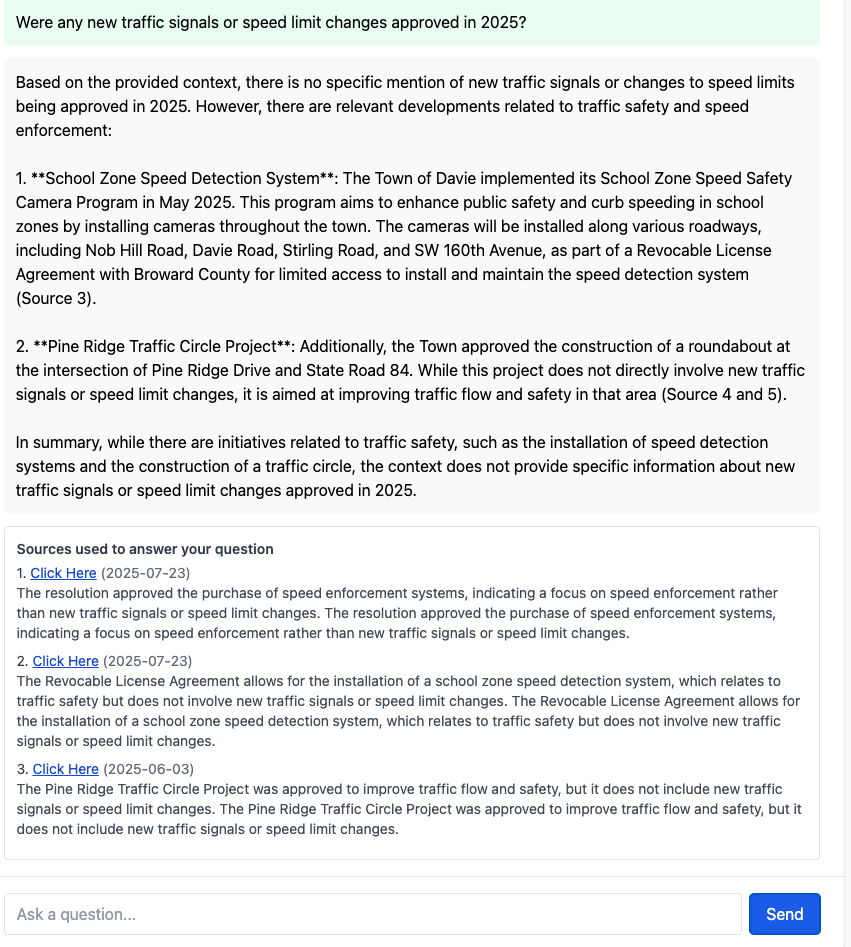 Were any new traffic signals or speed limit changes approved in 2025?
Based on the provided context, there is no specific mention of new traffic signals or changes to speed limits
being approved in 2025. However, there are relevant developments related to traffic safety and speed
enforcement:
1. **School Zone Speed Detection System**: The Town of Davie implemented its School Zone Speed Safety
Camera Program in May 2025. This program aims to enhance public safety and curb speeding in school
zones by installing cameras throughout the town. The cameras will be installed along various roadways,
including Nob Hill Road, Davie Road, Stirling Road, and SW 160th Avenue, as part of a Revocable License
Agreement with Broward County for limited access to install and maintain the speed detection system
(Source 3).
2. **Pine Ridge Traffic Circle Project**: Additionally, the Town approved the construction of a roundabout at
the intersection of Pine Ridge Drive and State Road 84. While this project does not directly involve new traffic
signals or speed limit changes, it is aimed at improving traffic flow and safety in that area (Source 4 and 5).
In summary, while there are initiatives related to traffic safety, such as the installation of speed detection
systems and the construction of a traffic circle, the context does not provide specific information about new
traffic signals or speed limit changes approved in 2025.
Sources used to answer your question
1. Click Here (2025-07-23)
The resolution approved the purchase of speed enforcement systems, indicating a focus on speed enforcement rather
than new traffic signals or speed limit changes. The resolution approved the purchase of speed enforcement systems,
indicating a focus on speed enforcement rather than new traffic signals or speed limit changes.
2. Click Here (2025-07-23)
The Revocable License Agreement allows for the installation of a school zone speed detection system, which relates to
traffic safety but does not involve new traffic signals or speed limit changes. The Revocable License Agreement allows for
the installation of a school zone speed detection system, which relates to traffic safety but does not involve new traffic
signals or speed limit changes.
3. Click Here (2025-06-03)
The Pine Ridge Traffic Circle Project was approved to improve traffic flow and safety, but it does not include new traffic
signals or speed limit changes. The Pine Ridge Traffic Circle Project was approved to improve traffic flow and safety, but it
does not include new traffic signals or speed limit changes.
Ask a question...
Send